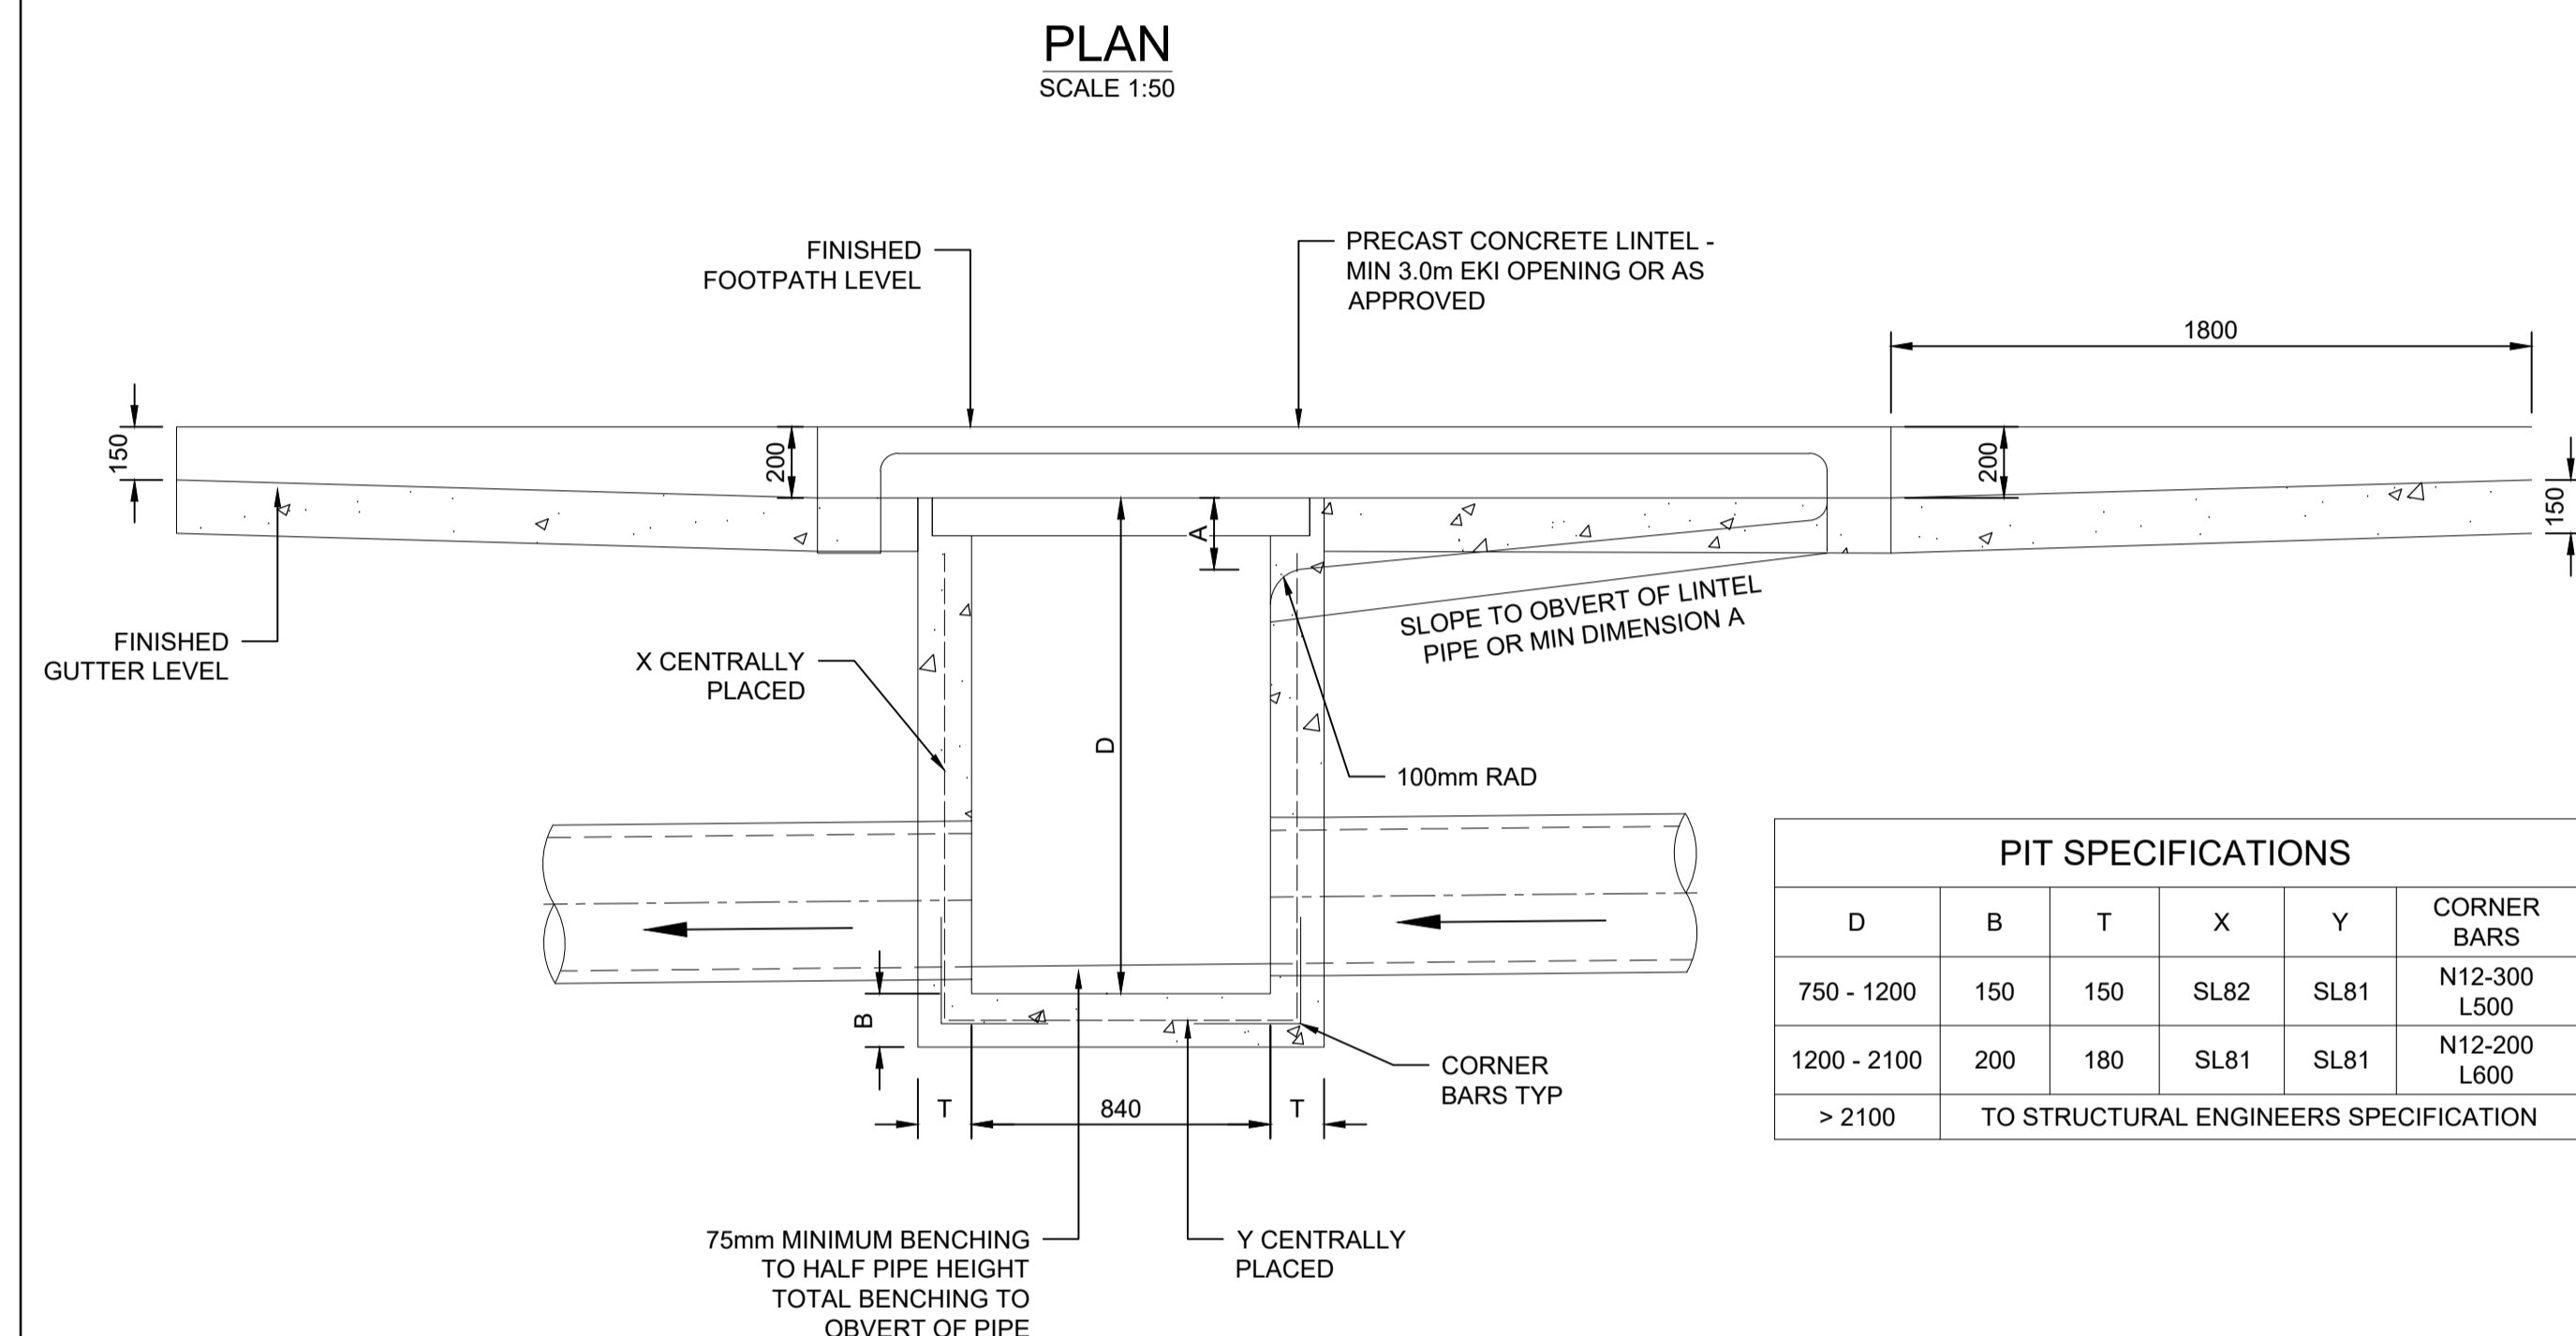 PLAN
SCALE 1:50
FINISHED
FOOTPATH LEVEL
PRECAST CONCRETE LINTEL -
MIN 3.0m EKI OPENING OR AS
APPROVED
1800
150
200
200
150
A
FINISHED
GUTTER LEVEL
SLOPE TO OBVERT OF LINTEL
PIPE OR MIN DIMENSION A
X CENTRALLY
PLACED
D
100mm RAD
B
T
840
T
CORNER
BARS TYP
75mm MINIMUM BENCHING
TO HALF PIPE HEIGHT
TOTAL BENCHING TO
OBVERT OF PIPE
Y CENTRALLY
PLACED
PIT SPECIFICATIONS
D B T X Y CORNER
BARS
750 - 1200 150 150 SL82 SL81 N12-300
L500
1200 - 2100 200 180 SL81 SL81 N12-200
L600
> 2100 TO STRUCTURAL ENGINEERS SPECIFICATION